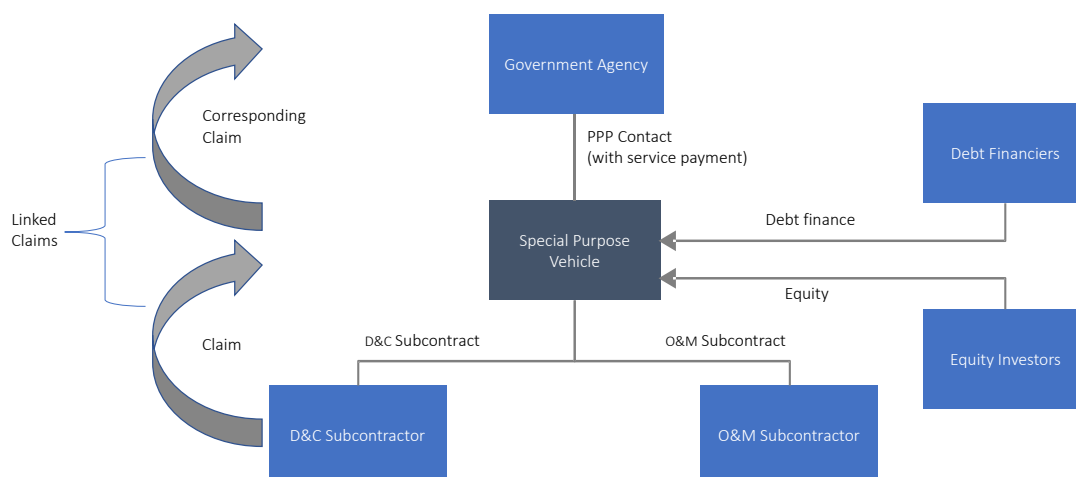 Government Agency
Corresponding
Claim
PPP Contact
(with service payment)
Debt Financiers
Linked
Claims
Special Purpose
Vehicle
Debt finance
Equity
Claim
D&C Subcontract
O&M Subcontract
Equity Investors
D&C Subcontractor
O&M Subcontractor